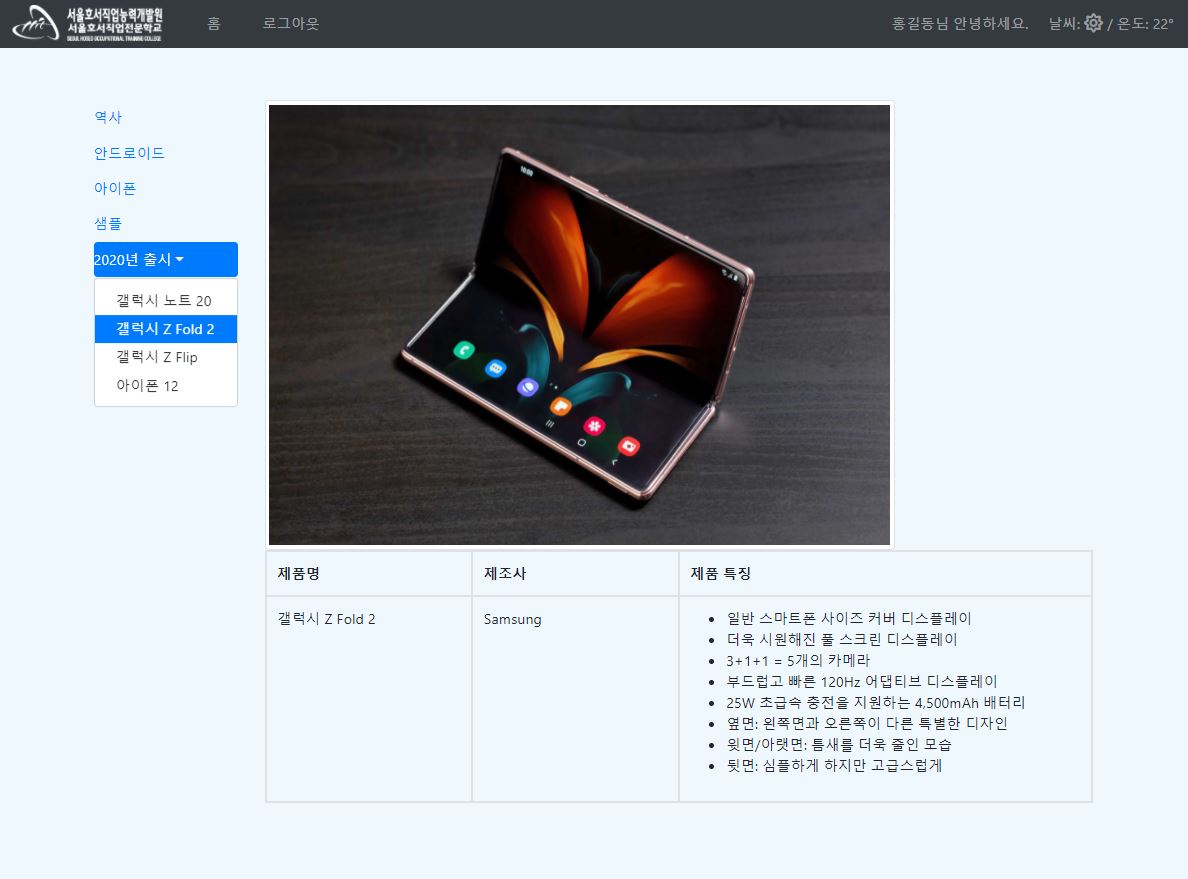 서울호서직업능력개발원
서울호서직업전문학교
SEOUL HOSEO OCCUPATIONAL TRAINING COLLEGE
홈
로그아웃
홍길동님 안녕하세요.
날씨: / 온도: 22°
역사
안드로이드
아이폰
샘플
2020년 출시
갤럭시 노트 20
갤럭시 Z Fold 2
갤럭시 Z Flip
아이폰 12
10:00
제품명 제조사 제품 특징
갤럭시 Z Fold 2 Samsung
일반 스마트폰 사이즈 커버 디스플레이
더욱 시원해진 풀 스크린 디스플레이
3+1+1 = 5개의 카메라
부드럽고 빠른 120Hz 어댑티브 디스플레이
25W 초급속 충전을 지원하는 4,500mAh 배터리
옆면: 왼쪽면과 오른쪽이 다른 특별한 디자인
윗면/아랫면: 틈새를 더욱 줄인 모습
뒷면: 심플하게 하지만 고급스럽게